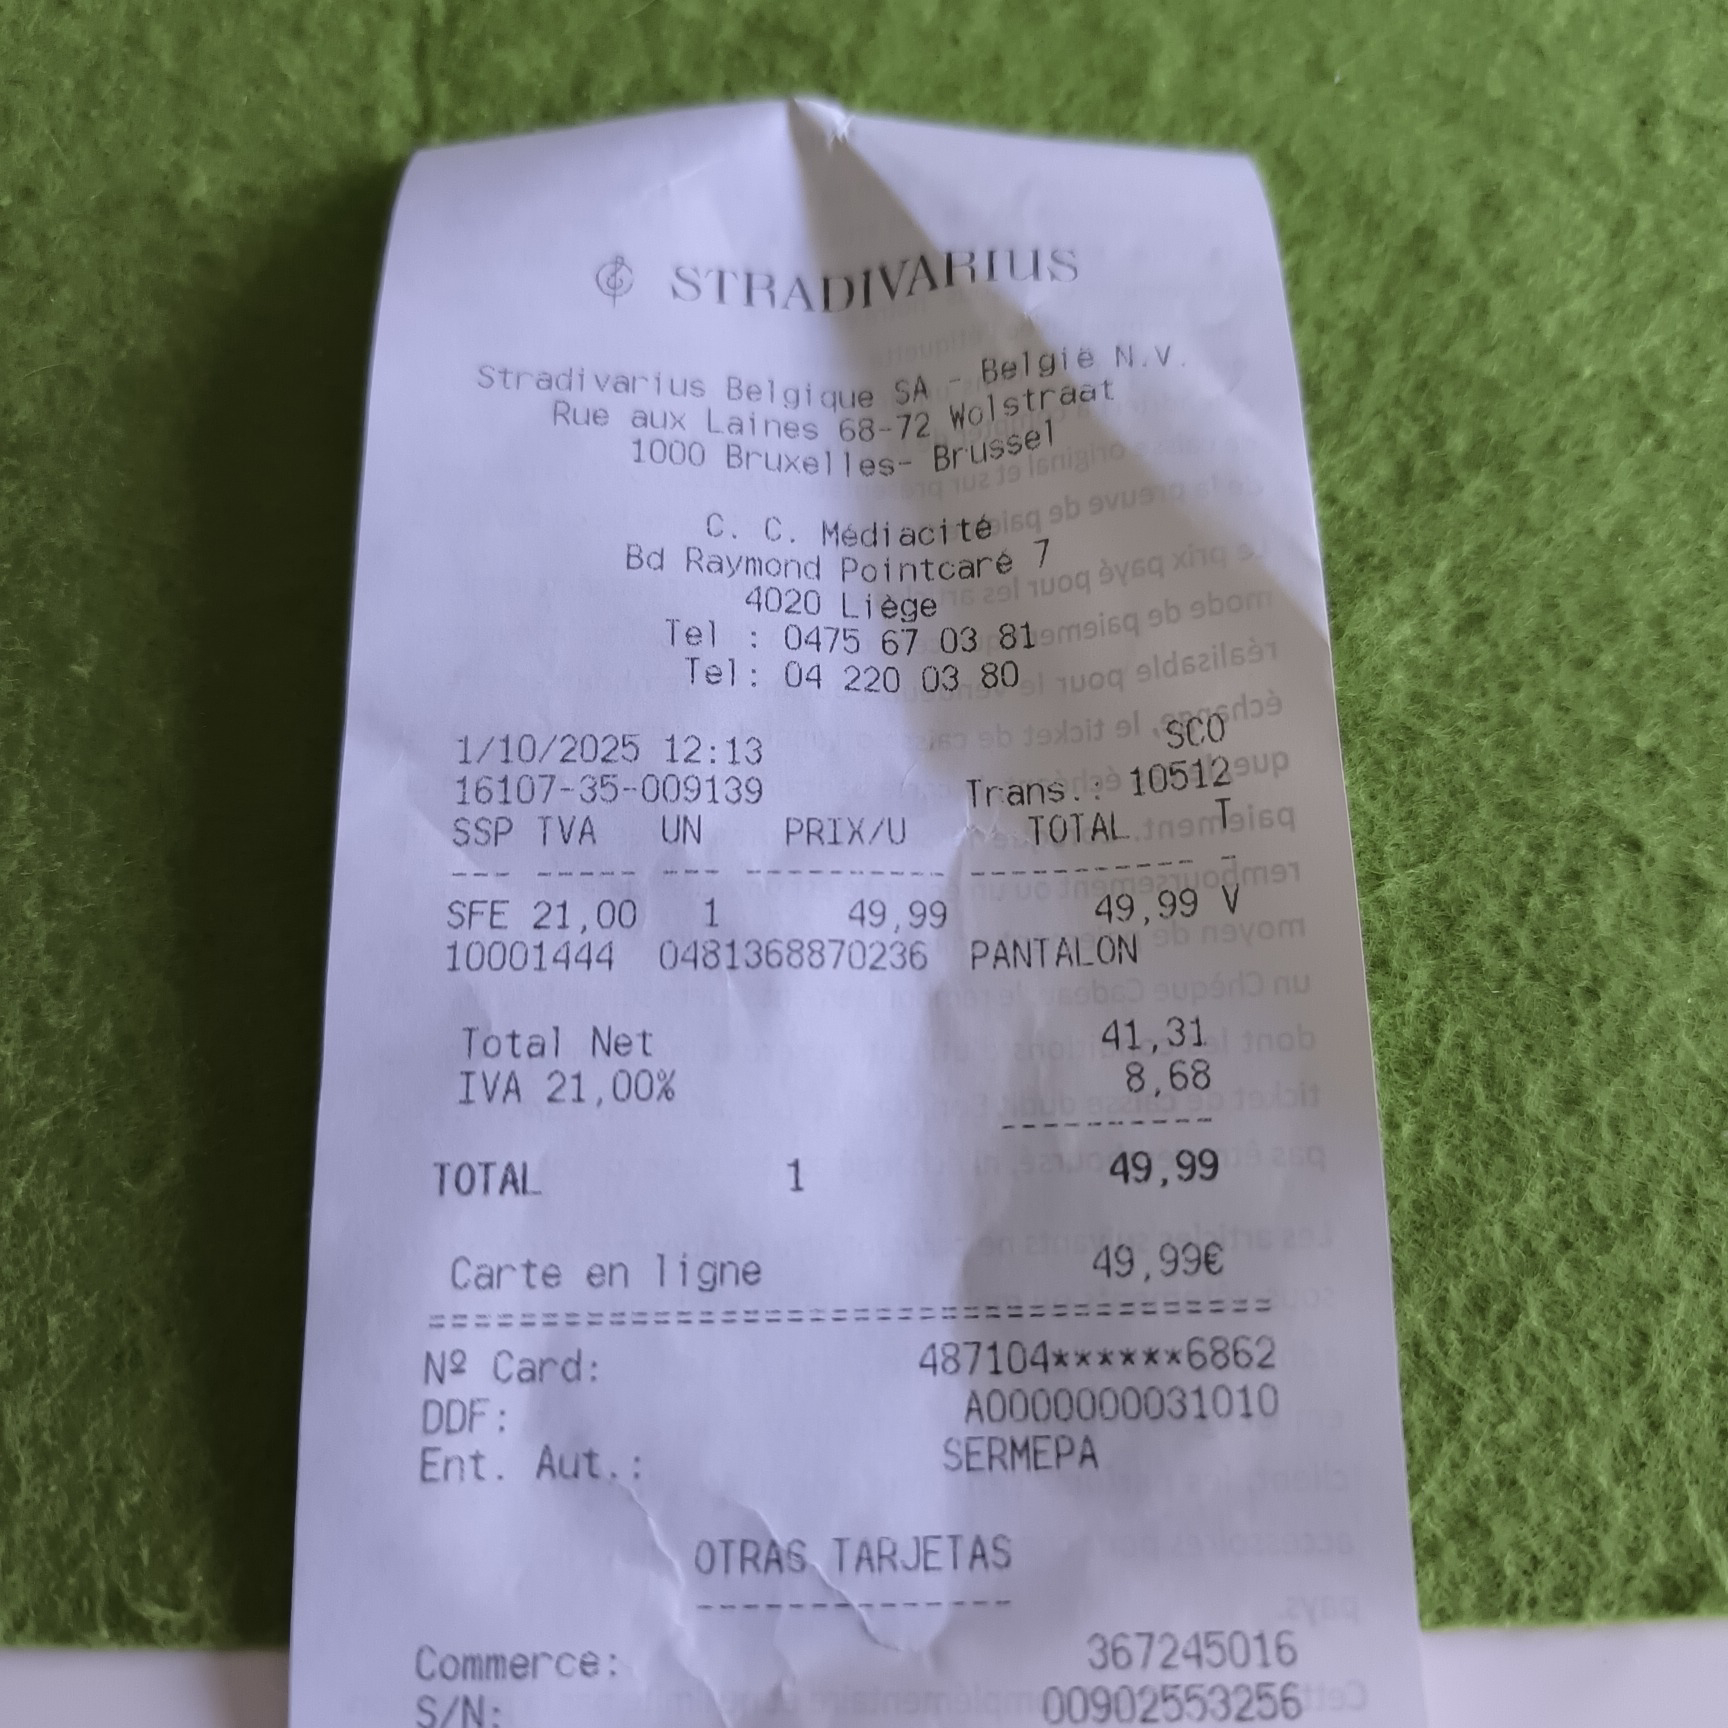 STRADIVARIUS
Stradivarius Belgique SA - België N.V.
Rue aux Laines 68-72 Wolstraat
1000 Bruxelles- Brussel
C. C. Médiacité
Bd Raymond Pointcaré 7
4020 Liège
Tel : 0475 67 03 81
Tel: 04 220 03 80
1/10/2025 12:13 SCO
16107-35-009139 Trans.: 10512
SSP TVA UN PRIX/U TOTAL T
--- ----- --- ---------- ---------- -
SFE 21,00 1 49,99 49,99 V
10001444 0481368870236 PANTALON
Total Net 41,31
IVA 21,00% 8,68
----------
TOTAL 1 49,99
Carte en ligne 49,99€
=====================================
Nº Card: 487104******6862
DDF: A0000000031010
Ent. Aut.: SERMEPA
OTRAS TARJETAS
--------------
Commerce: 367245016
S/N: 00902553256